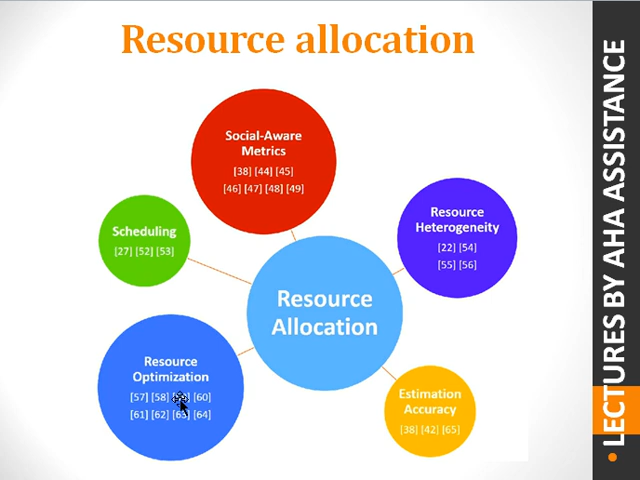 Resource allocation
Social-Aware
Metrics
[38] [44] [45]
[46] [47] [48] [49]
Scheduling
[27] [52] [53]
Resource
Heterogeneity
[22] [54]
[55] [56]
Resource
Allocation
Resource
Optimization
[57] [58] [60]
[61] [62] [63] [64]
Estimation
Accuracy
[38] [42] [65]
LECTURES BY AHA ASSISTANCE